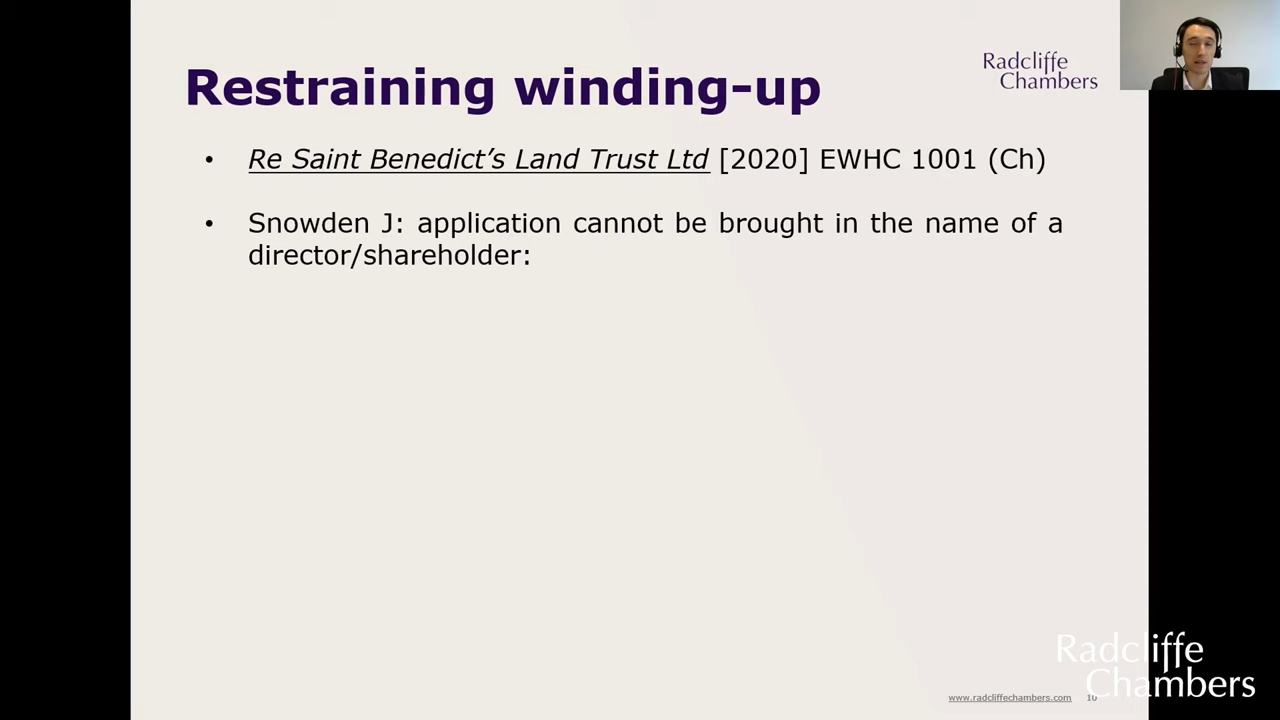 Restraining winding-up
Radcliffe
Chambers
• Re Saint Benedict’s Land Trust Ltd [2020] EWHC 1001 (Ch)
• Snowden J: application cannot be brought in the name of a
director/shareholder:
Radcliffe
Chambers
www.radcliffechambers.com